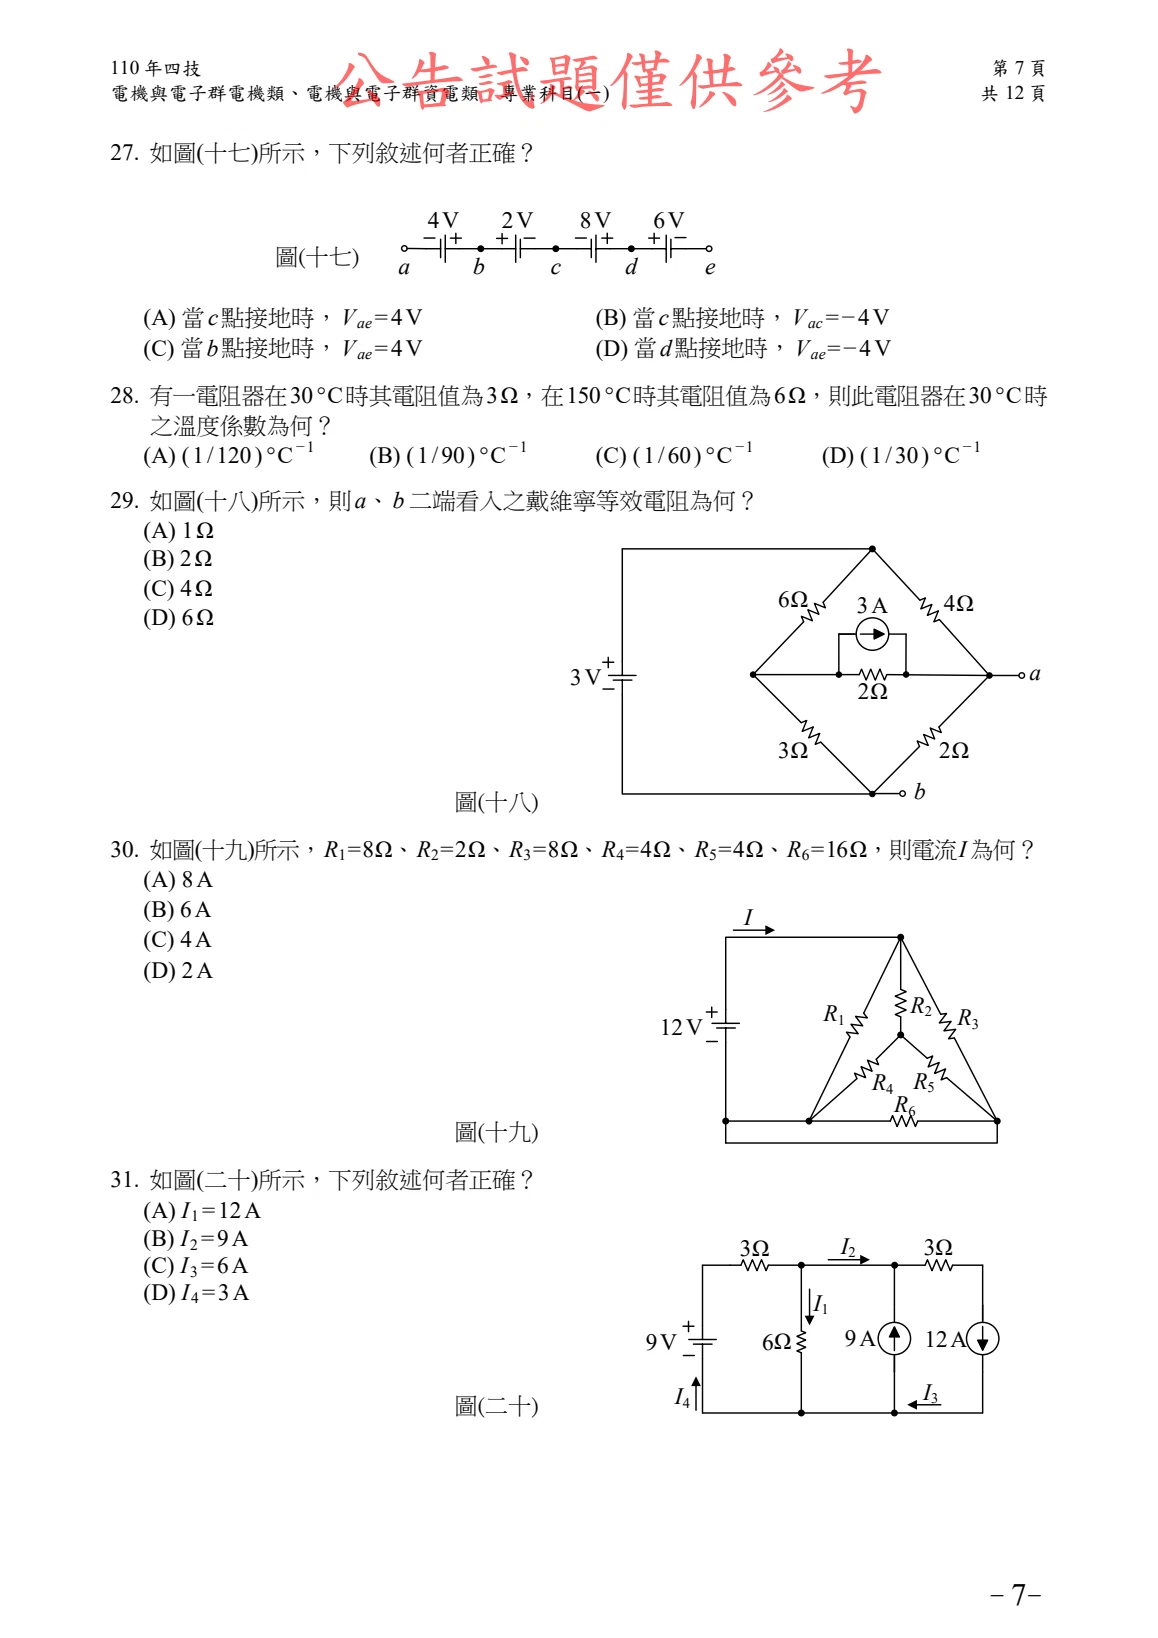 110 年四技
電機與電子群電機類、電機與電子群資電類 專業科目(一)
公告試題僅供參考
第 7 頁
共 12 頁
27. 如圖(十七)所示，下列敘述何者正確？
4V 2V 8V 6V
− + + − − + + −
圖(十七) a b c d e
(A) 當c點接地時， Vae=4V (B) 當c點接地時， Vac=−4V
(C) 當b點接地時， Vae=4V (D) 當d點接地時， Vae=−4V
28. 有一電阻器在30°C時其電阻值為3Ω，在150°C時其電阻值為6Ω，則此電阻器在30°C時
之溫度係數為何？
(A) (1/120)°C⁻¹ (B) (1/90)°C⁻¹ (C) (1/60)°C⁻¹ (D) (1/30)°C⁻¹
29. 如圖(十八)所示，則a、b二端看入之戴維寧等效電阻為何？
(A) 1Ω
(B) 2Ω
(C) 4Ω
(D) 6Ω
6Ω 3A 4Ω
3V + −
2Ω
a
3Ω 2Ω
b
圖(十八)
30. 如圖(十九)所示，R1=8Ω、R2=2Ω、R3=8Ω、R4=4Ω、R5=4Ω、R6=16Ω，則電流I為何？
(A) 8A
(B) 6A
(C) 4A
(D) 2A
I
12V + −
R1 R2 R3
R4 R5
R6
圖(十九)
31. 如圖(二十)所示，下列敘述何者正確？
(A) I1=12A
(B) I2=9A
(C) I3=6A
(D) I4=3A
3Ω I2 3Ω
I1
9V + − 6Ω 9A 12A
I4 I3
圖(二十)
−7−